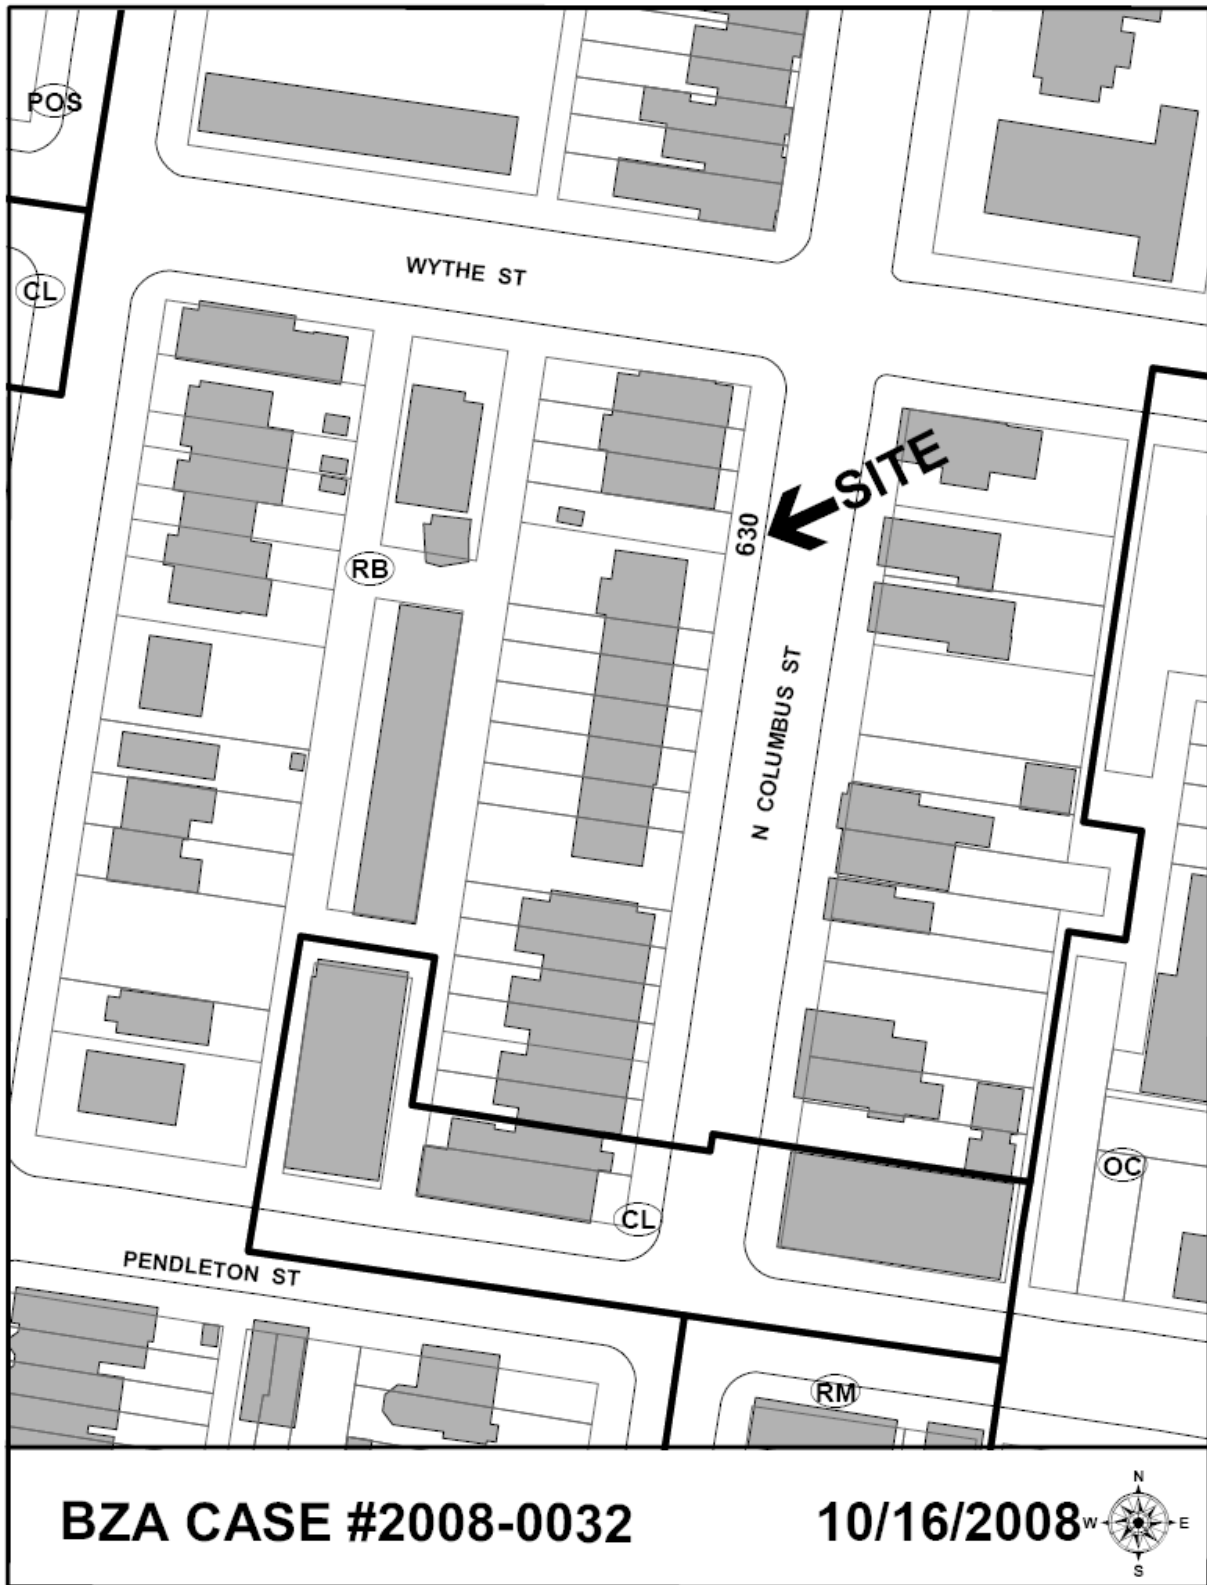 POS
WYTHE ST
CL
SITE
630
RB
N COLUMBUS ST
OC
CL
PENDLETON ST
RM
BZA CASE #2008-0032
10/16/2008
N
W E
S